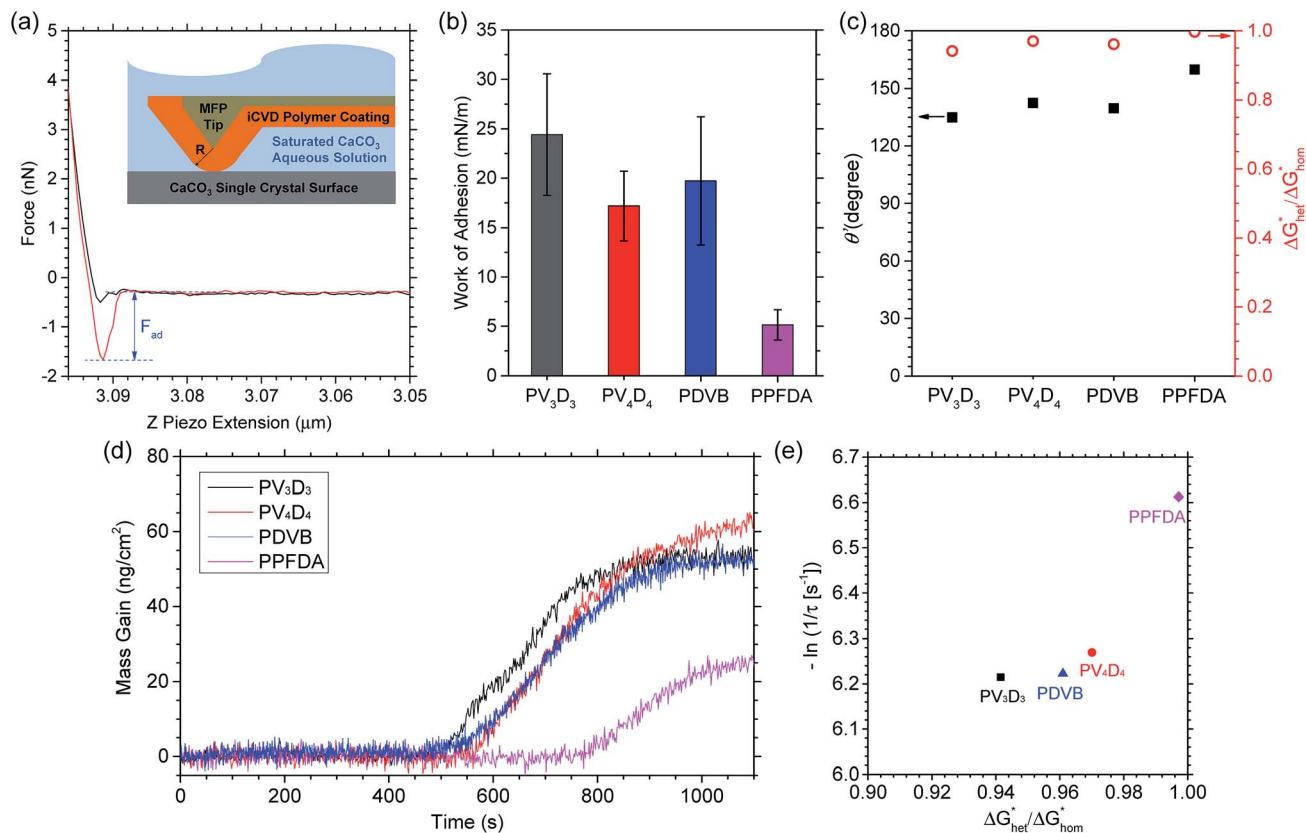 (a)
5
4
3
2
1
0
-1
-2
Force (nN)
3.09
3.08
3.07
3.06
3.05
Z Piezo Extension (μm)
MFP
Tip
iCVD Polymer Coating
R
Saturated CaCO₃
Aqueous Solution
CaCO₃ Single Crystal Surface
F_ad
(b)
35
30
25
20
15
10
5
0
Work of Adhesion (mN/m)
PV₃D₃
PV₄D₄
PDVB
PPFDA
(c)
180
150
120
90
60
30
0
θ'(degree)
1.0
0.8
0.6
0.4
0.2
0.0
ΔG*het/ΔG*hom
PV₃D₃
PV₄D₄
PDVB
PPFDA
(d)
80
60
40
20
0
Mass Gain (ng/cm²)
PV₃D₃
PV₄D₄
PDVB
PPFDA
0
200
400
600
800
1000
Time (s)
(e)
6.7
6.6
6.5
6.4
6.3
6.2
6.1
6.0
- ln (1/τ [s⁻¹])
PPFDA
PV₄D₄
PDVB
PV₃D₃
0.90
0.92
0.94
0.96
0.98
1.00
ΔG*het/ΔG*hom